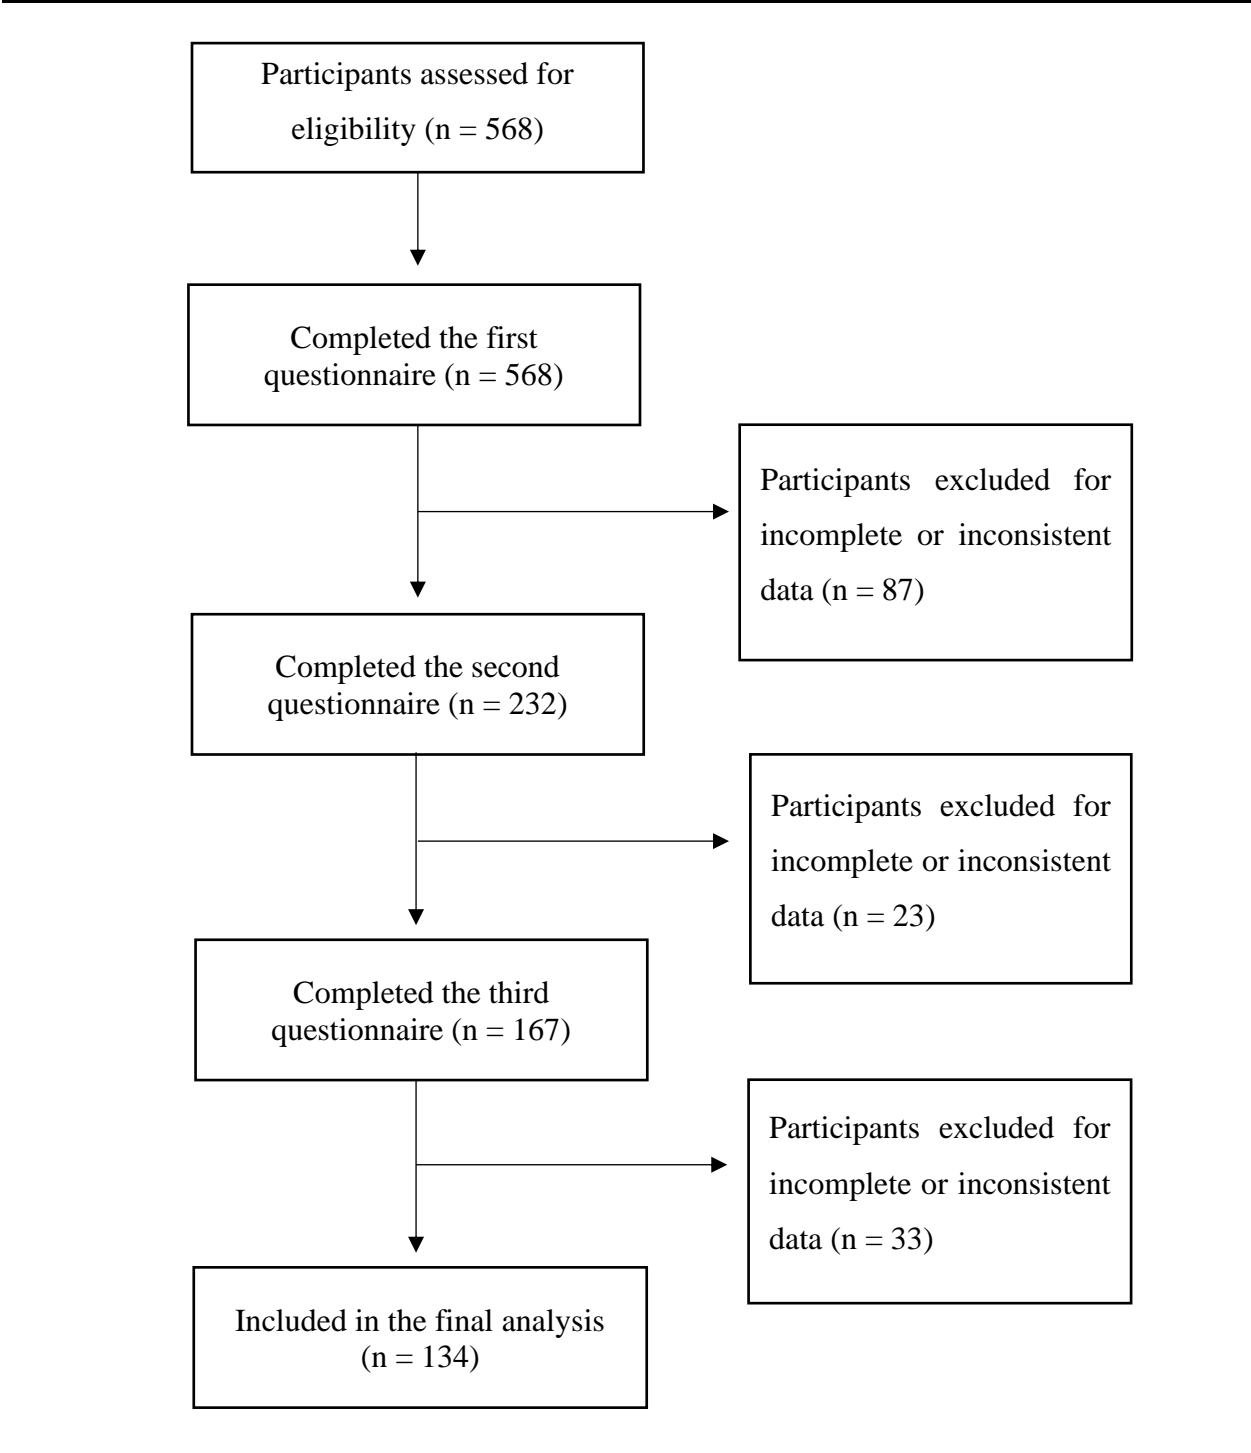 Participants assessed for
eligibility (n = 568)
Completed the first
questionnaire (n = 568)
Participants excluded for
incomplete or inconsistent
data (n = 87)
Completed the second
questionnaire (n = 232)
Participants excluded for
incomplete or inconsistent
data (n = 23)
Completed the third
questionnaire (n = 167)
Participants excluded for
incomplete or inconsistent
data (n = 33)
Included in the final analysis
(n = 134)